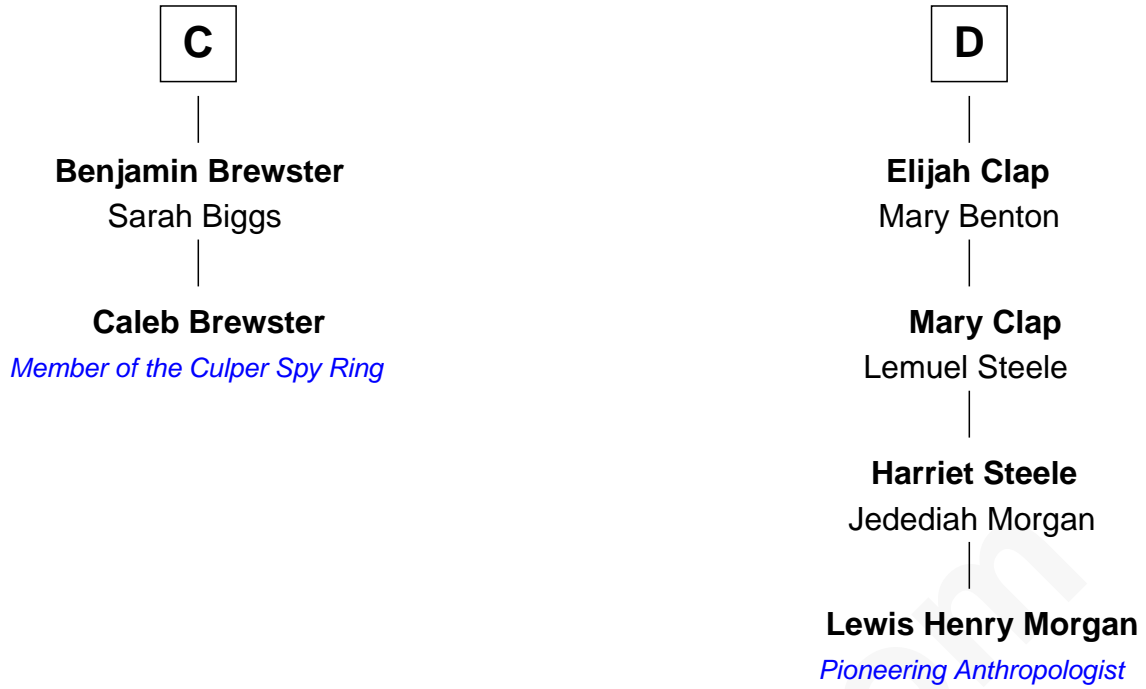 C
Benjamin Brewster
Sarah Biggs
Caleb Brewster
Member of the Culper Spy Ring
D
Elijah Clap
Mary Benton
Mary Clap
Lemuel Steele
Harriet Steele
Jedediah Morgan
Lewis Henry Morgan
Pioneering Anthropologist